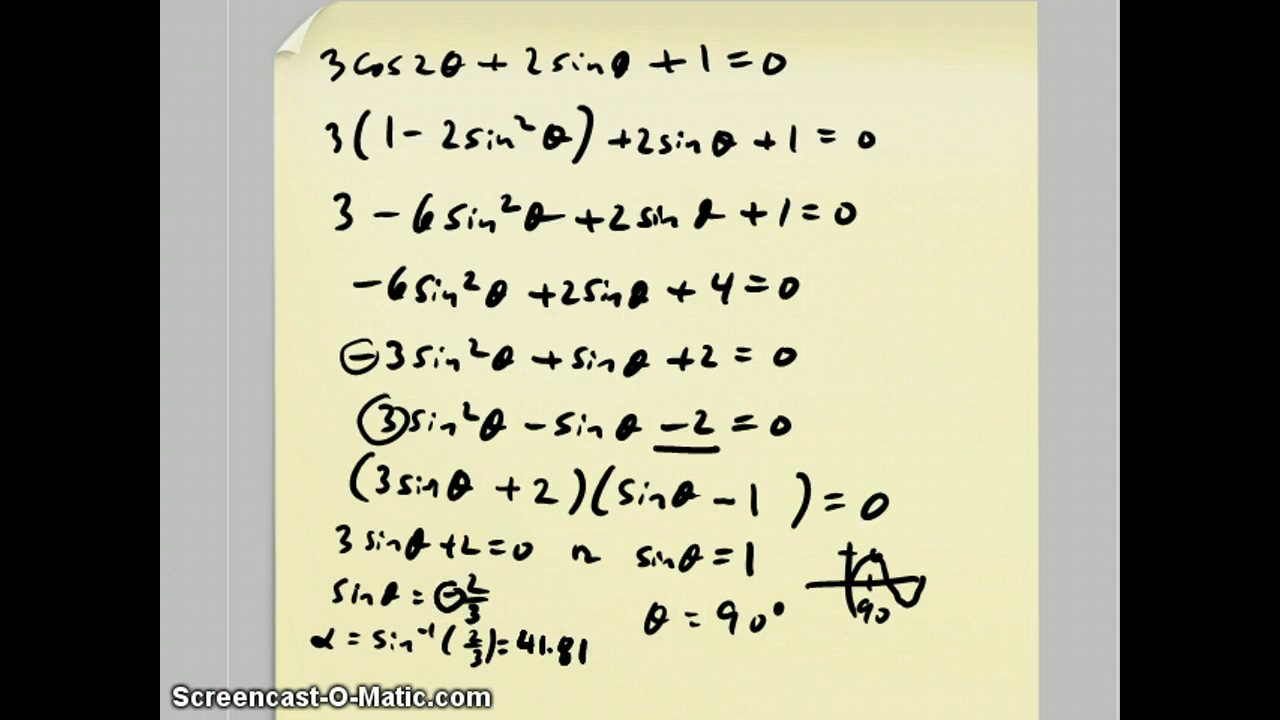 3cos2θ + 2sinθ + 1 = 0
3(1 - 2sin²θ) + 2sinθ + 1 = 0
3 - 6sin²θ + 2sinθ + 1 = 0
-6sin²θ + 2sinθ + 4 = 0
-3sin²θ + sinθ + 2 = 0
3sin²θ - sinθ - 2 = 0
(3sinθ + 2)(sinθ - 1) = 0
3sinθ + 2 = 0 or sinθ = 1
sinθ = -2/3
θ = 90°
90
α = sin⁻¹(2/3) = 41.81
Screencast-O-Matic.com